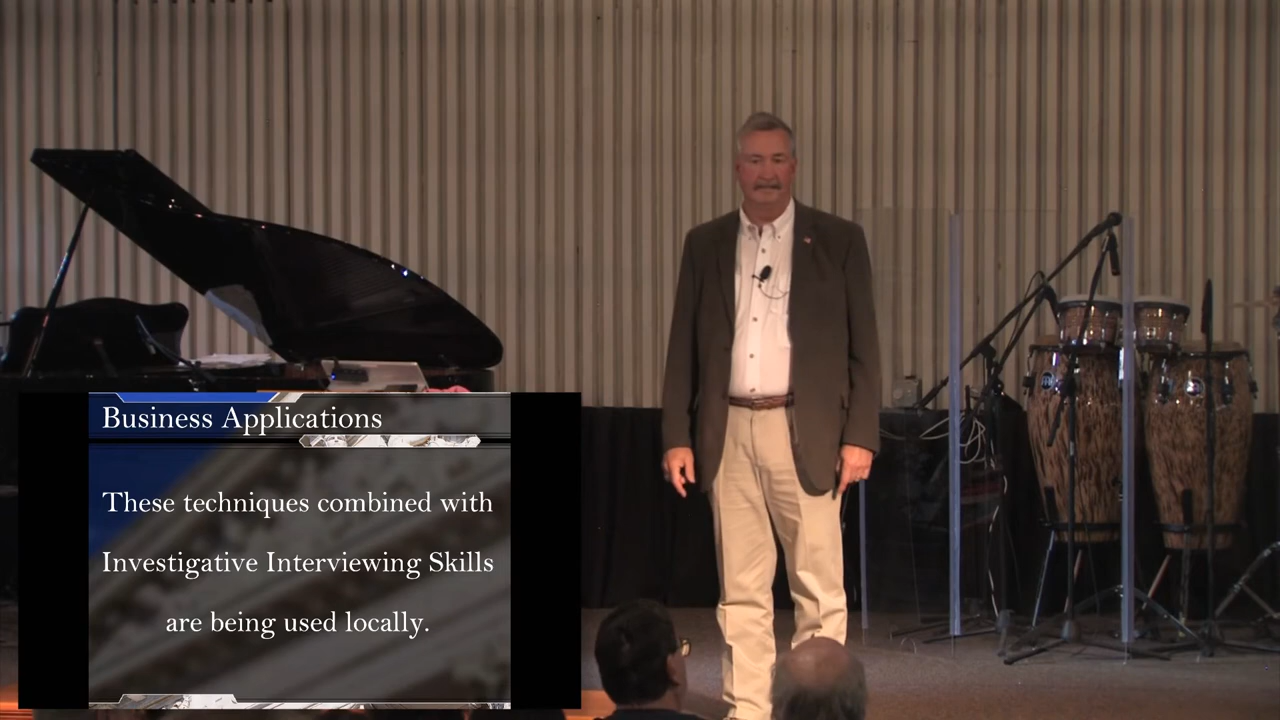 Business Applications
These techniques combined with
Investigative Interviewing Skills
are being used locally.